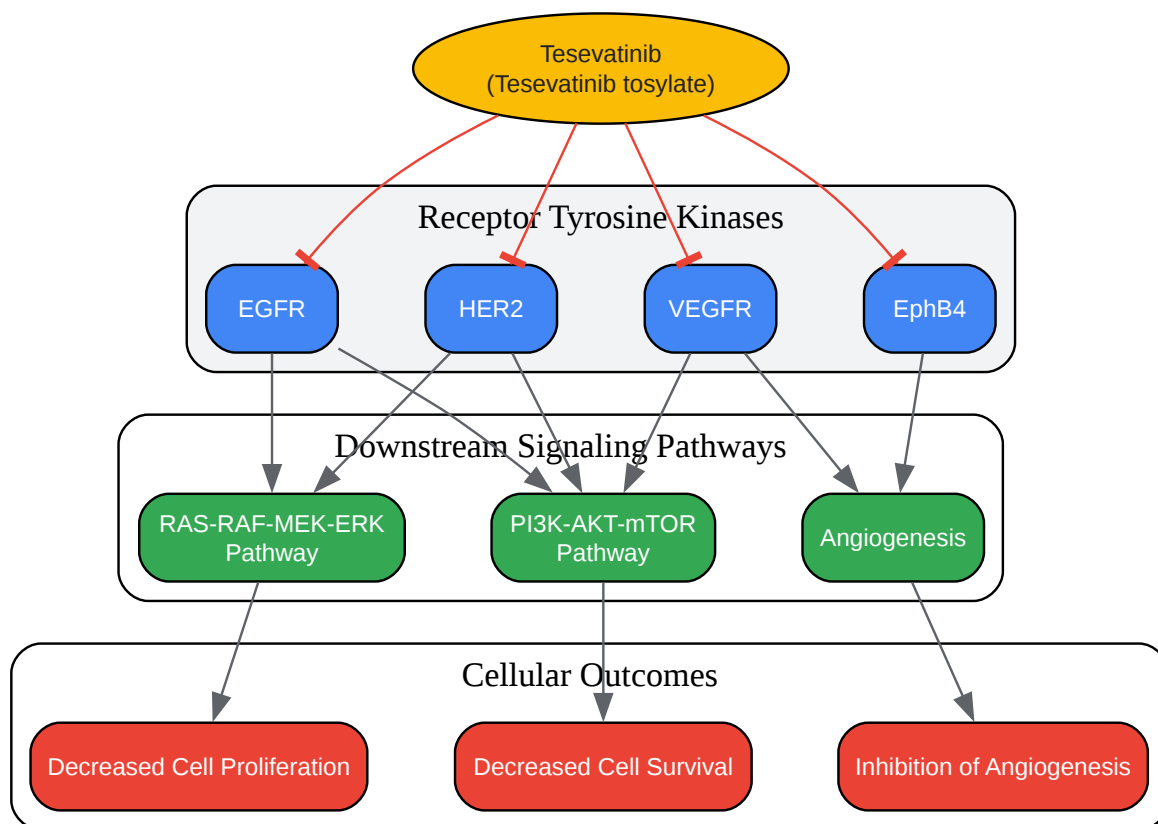 Tesevatinib
(Tesevatinib tosylate)
Receptor Tyrosine Kinases
EGFR
HER2
VEGFR
EphB4
Downstream Signaling Pathways
RAS-RAF-MEK-ERK
Pathway
PI3K-AKT-mTOR
Pathway
Angiogenesis
Cellular Outcomes
Decreased Cell Proliferation
Decreased Cell Survival
Inhibition of Angiogenesis